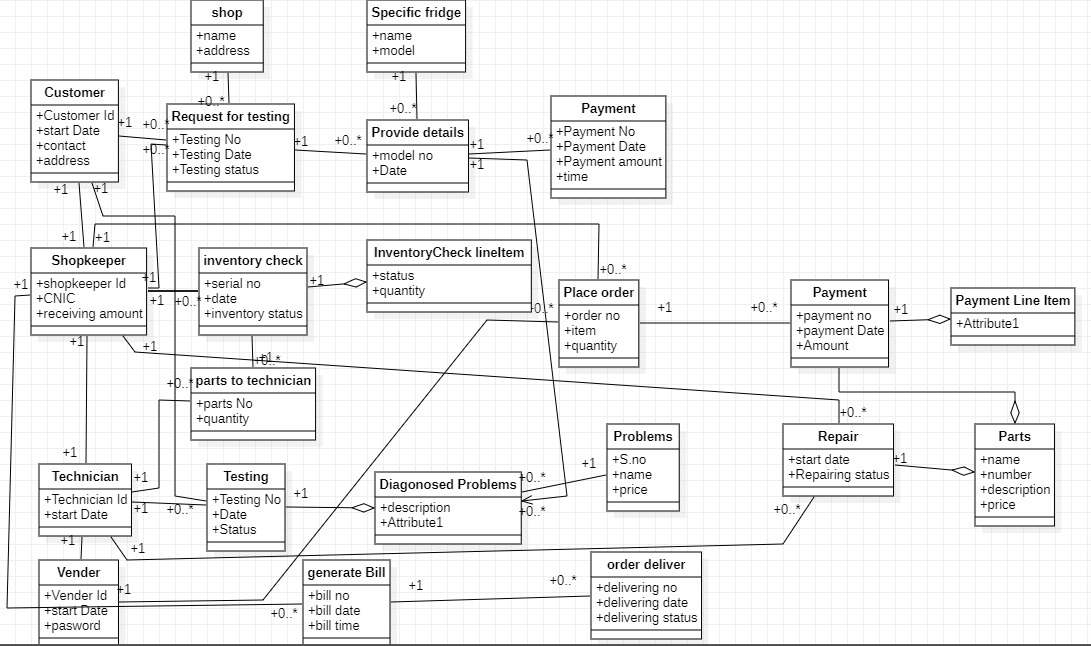 shop
+name
+address
Specific fridge
+name
+model
+1
+0..*
+1
+0..*
Customer
+Customer Id
+start Date
+contact
+address
+1
+0..*
+0..*
Request for testing
+Testing No
+Testing Date
+Testing status
+1
+0..*
Provide details
+model no
+Date
+1
+1
+0..*
Payment
+Payment No
+Payment Date
+Payment amount
+time
+1
+1
+1
+1
Shopkeeper
+shopkeeper Id
+CNIC
+receiving amount
+1
+1
+1
+0..*
inventory check
+serial no
+date
+inventory status
+1
InventoryCheck lineItem
+status
+quantity
+0..*
+0..*
Place order
+order no
+item
+quantity
+1
+0..*
Payment
+payment no
+payment Date
+Amount
+1
Payment Line Item
+Attribute1
+1
+1
+1
+0..*
+0..*
parts to technician
+parts No
+quantity
+1
Technician
+Technician Id
+start Date
+1
+1
+0..*
Testing
+Testing No
+Date
+Status
+1
Diagonosed Problems
+description
+Attribute1
+0..*
+0..*
+1
Problems
+S.no
+name
+price
+0..*
Repair
+start date
+Repairing status
+1
+0..*
Parts
+name
+number
+description
+price
+1
+1
Vender
+Vender Id
+start Date
+pasword
+1
+0..*
generate Bill
+bill no
+bill date
+bill time
+1
+0..*
order deliver
+delivering no
+delivering date
+delivering status